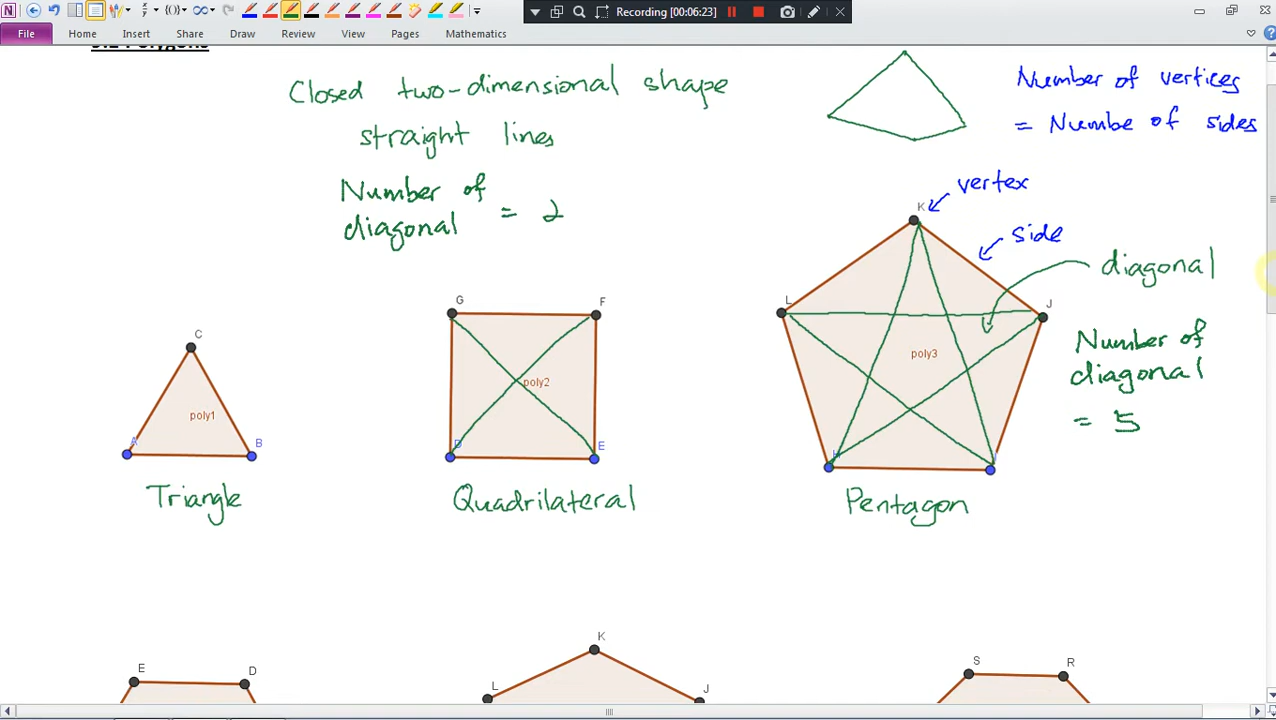 Recording [00:06:23]
File Home Insert Share Draw Review View Pages Mathematics
Closed two-dimensional shape
straight lines
Number of
diagonal = 2
Number of vertices
= Numbe of sides
K
vertex
side
diagonal
L
J
poly3
Number of
diagonal
= 5
H
I
Pentagon
G
F
poly2
D
E
Quadrilateral
C
poly1
A
B
Triangle
E
D
K
L
J
S
R